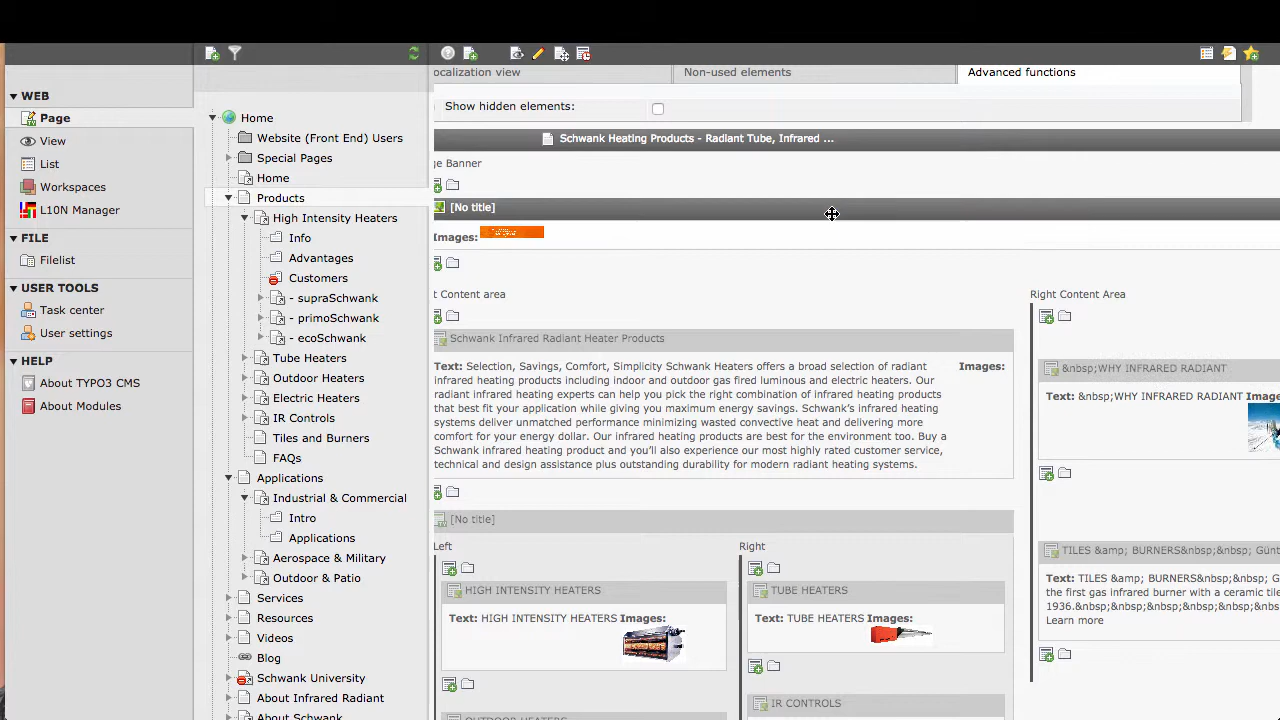 ocalization view
Non-used elements
Advanced functions
Show hidden elements:
Schwank Heating Products - Radiant Tube, Infrared ...
WEB
Page
View
List
Workspaces
L10N Manager
FILE
Filelist
USER TOOLS
Task center
User settings
HELP
About TYPO3 CMS
About Modules
Home
Website (Front End) Users
Special Pages
Home
Products
High Intensity Heaters
Info
Advantages
Customers
- supraSchwank
- primoSchwank
- ecoSchwank
Tube Heaters
Outdoor Heaters
Electric Heaters
IR Controls
Tiles and Burners
FAQs
Applications
Industrial & Commercial
Intro
Applications
Aerospace & Military
Outdoor & Patio
Services
Resources
Videos
Blog
Schwank University
About Infrared Radiant
About Schwank
ge Banner
[No title]
Images:
t Content area
Schwank Infrared Radiant Heater Products
Text: Selection, Savings, Comfort, Simplicity Schwank Heaters offers a broad selection of radiant
infrared heating products including indoor and outdoor gas fired luminous and electric heaters. Our
radiant infrared heating experts can help you pick the right combination of infrared heating products
that best fit your application while giving you maximum energy savings. Schwank's infrared heating
systems deliver unmatched performance minimizing wasted convective heat and delivering more
comfort for your energy dollar. Our infrared heating products are best for the environment too. Buy a
Schwank infrared heating product and you'll also experience our most highly rated customer service,
technical and design assistance plus outstanding durability for modern radiant heating systems.
Images:
[No title]
Left
HIGH INTENSITY HEATERS
Text: HIGH INTENSITY HEATERS Images:
OUTDOOR HEATERS
Right
TUBE HEATERS
Text: TUBE HEATERS Images:
IR CONTROLS
Right Content Area
&nbsp;WHY INFRARED RADIANT
Text: &nbsp;WHY INFRARED RADIANT Image
TILES &amp; BURNERS&nbsp;&nbsp; Günt
Text: TILES &amp; BURNERS&nbsp;&nbsp; G
the first gas infrared burner with a ceramic tile
1936.&nbsp;&nbsp;&nbsp;&nbsp;&nbsp;&nbs
Learn more